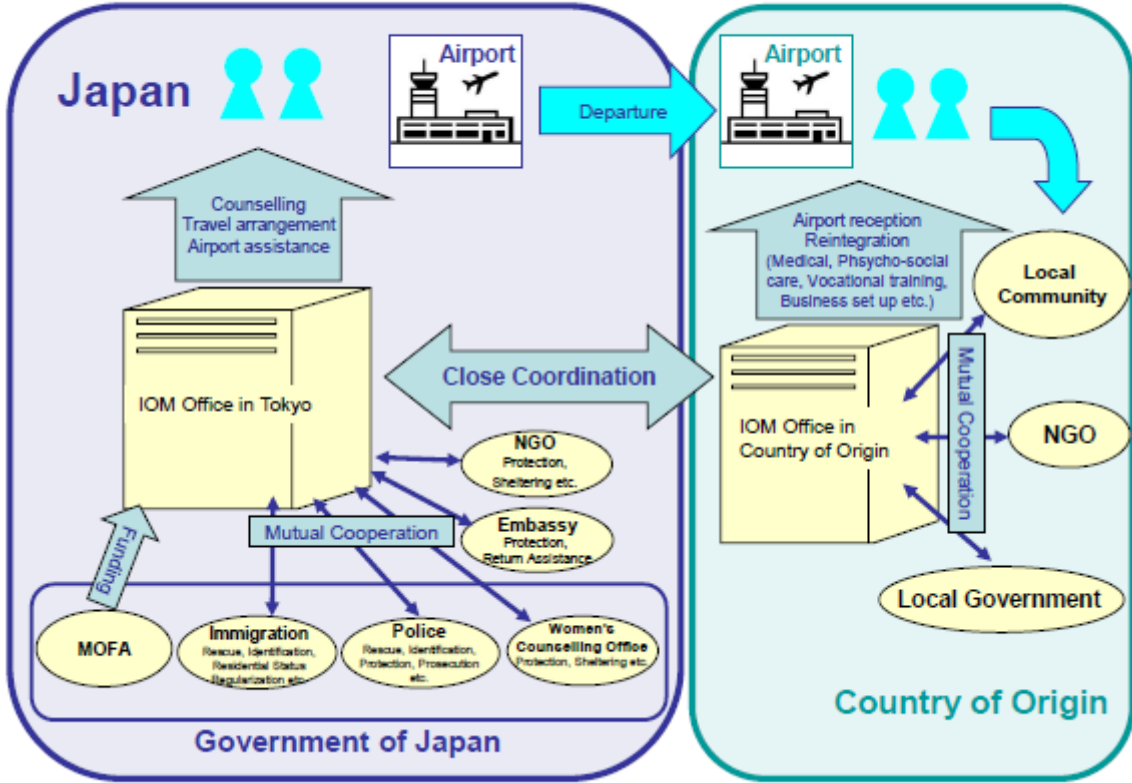 Japan
Airport
Departure
Airport
Counselling
Travel arrangement
Airport assistance
Airport reception
Reintegration
(Medical, Phsycho-social
care, Vocational training,
Business set up etc.)
Local
Community
IOM Office in Tokyo
Close Coordination
IOM Office in
Country of Origin
Mutual Cooperation
NGO
NGO
Protection,
Sheltering etc.
Embassy
Protection,
Return Assistance
Mutual Cooperation
Funding
Local Government
MOFA
Immigration
Rescue, Identification,
Residential Status
Regularization etc.
Police
Rescue, Identification,
Protection, Prosecution
etc.
Women's
Counselling Office
Protection, Sheltering etc.
Government of Japan
Country of Origin